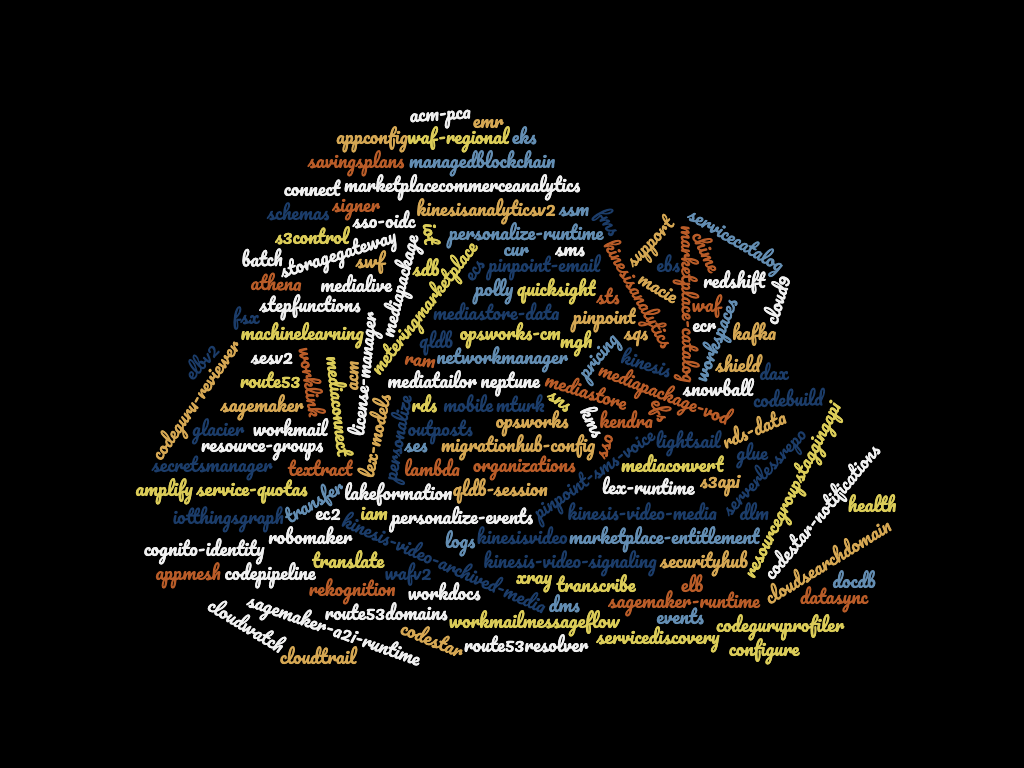 acm-pca
emr
appconfig
waf-regional
eks
savingsplans
managedblockchain
connect
marketplacecommerceanalytics
schemas
signer
sso-oidc
kinesisanalyticsv2
ssm
fms
support
servicecatalog
s3control
iot
personalize-runtime
batch
storagegateway
swf
mediapackage
sdb
meteringmarketplace
cur
sms
kinesisanalytics
marketplace-catalog
chime
ecs
pinpoint-email
ebs
athena
medialive
polly
quicksight
sts
macie
redshift
cloud9
stepfunctions
fsx
mediastore-data
pinpoint
waf
workspaces
machinelearning
license-manager
qldb
opsworks-cm
mgh
sqs
ecr
kafka
elbv2
codeguru-reviewer
sesv2
worklink
mediaconnect
acm
ram
networkmanager
pricing
kinesis
shield
dax
route53
mediatailor
neptune
mediastore
mediapackage-vod
snowball
codebuild
sagemaker
lex-models
personalize
rds
mobile
mturk
sns
efs
glacier
workmail
outposts
opsworks
kms
kendra
rds-data
resource-groups
ses
migrationhub-config
sso
pinpoint-sms-voice
lightsail
glue
serverlessrepo
resourcegroupstaggingapi
secretsmanager
textract
lambda
organizations
mediaconvert
codestar-notifications
amplify
service-quotas
transfer
lakeformation
qldb-session
lex-runtime
s3api
health
iotthingsgraph
ec2
iam
personalize-events
kinesis-video-media
dlm
kinesis-video-archived-media
robomaker
logs
kinesisvideo
marketplace-entitlement
cloudsearchdomain
cognito-identity
translate
kinesis-video-signaling
securityhub
appmesh
codepipeline
wafv2
xray
transcribe
elb
docdb
rekognition
workdocs
dms
sagemaker-runtime
datasync
cloudwatch
sagemaker-a2i-runtime
route53domains
workmailmessageflow
events
codeguruprofiler
codestar
route53resolver
servicediscovery
cloudtrail
configure